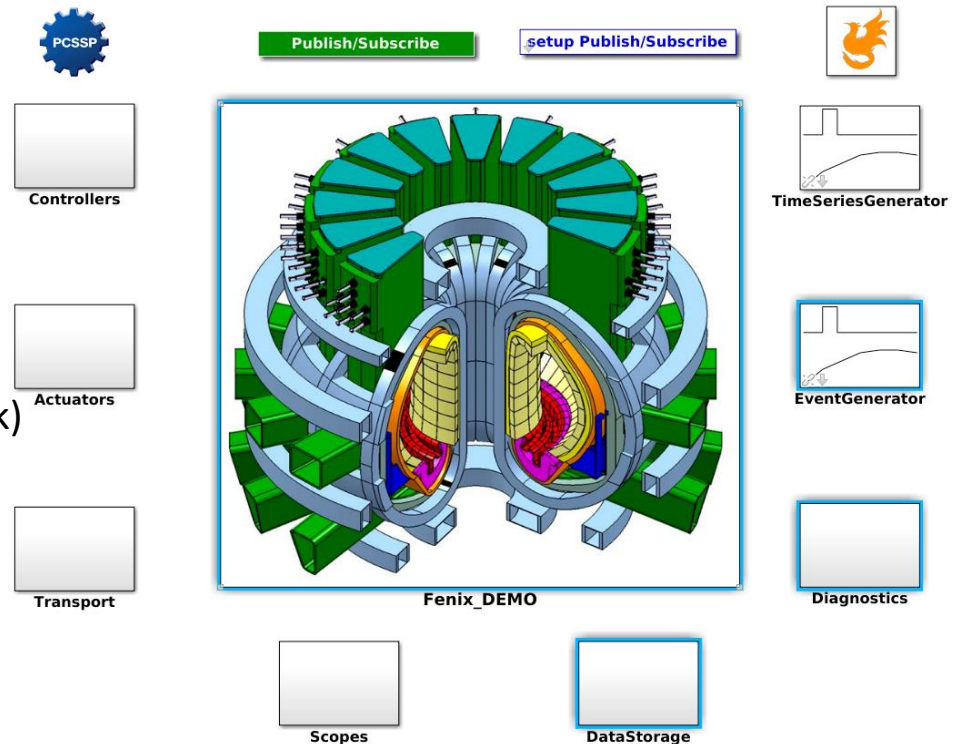 PCSSP
Publish/Subscribe
setup Publish/Subscribe
Controllers
TimeSeriesGenerator
Actuators
k)
EventGenerator
Transport
Fenix_DEMO
Diagnostics
Scopes
DataStorage